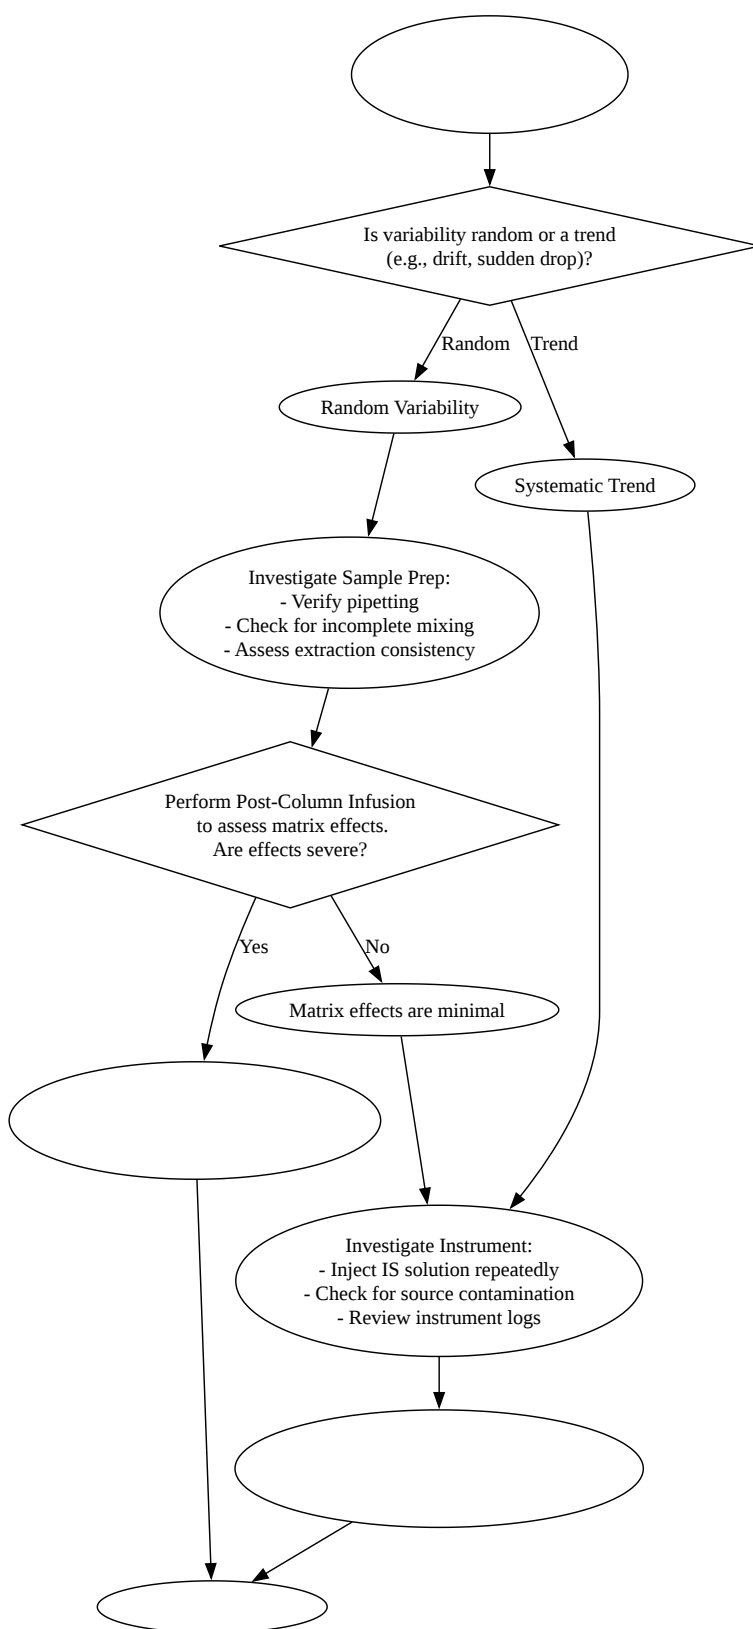 Is variability random or a trend
(e.g., drift, sudden drop)?
Random
Trend
Random Variability
Systematic Trend
Investigate Sample Prep:
- Verify pipetting
- Check for incomplete mixing
- Assess extraction consistency
Perform Post-Column Infusion
to assess matrix effects.
Are effects severe?
Yes
No
Matrix effects are minimal
Investigate Instrument:
- Inject IS solution repeatedly
- Check for source contamination
- Review instrument logs